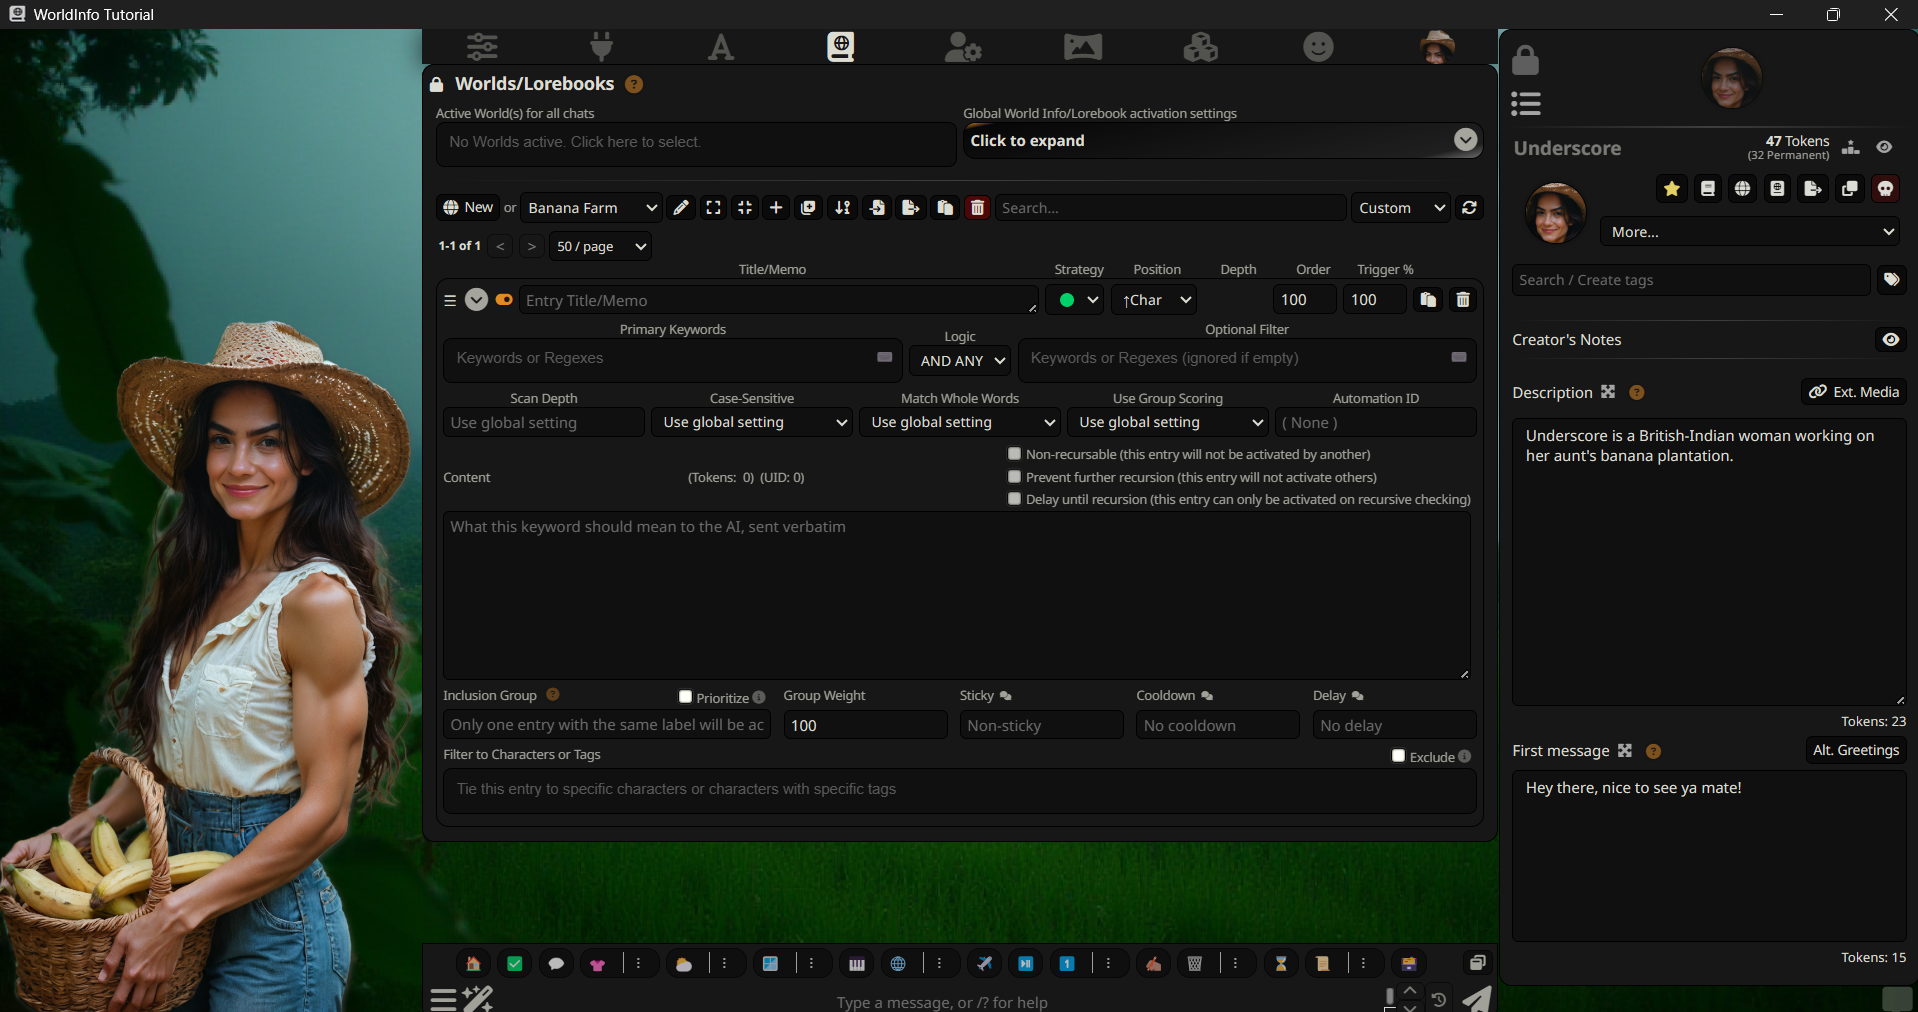 WorldInfo Tutorial
Worlds/Lorebooks ?
Active World(s) for all chats
No Worlds active. Click here to select.
Global World Info/Lorebook activation settings
Click to expand
New or Banana Farm
Search...
Custom
1-1 of 1 < > 50 / page
Title/Memo Strategy Position Depth Order Trigger %
Entry Title/Memo ↑Char 100 100
Primary Keywords Logic Optional Filter
Keywords or Regexes AND ANY Keywords or Regexes (ignored if empty)
Scan Depth Case-Sensitive Match Whole Words Use Group Scoring Automation ID
Use global setting Use global setting Use global setting Use global setting ( None )
Non-recursable (this entry will not be activated by another)
Content (Tokens: 0) (UID: 0) Prevent further recursion (this entry will not activate others)
Delay until recursion (this entry can only be activated on recursive checking)
What this keyword should mean to the AI, sent verbatim
Inclusion Group ? Prioritize Group Weight Sticky Cooldown Delay
Only one entry with the same label will be ac 100 Non-sticky No cooldown No delay
Filter to Characters or Tags Exclude
Tie this entry to specific characters or characters with specific tags
Type a message, or /? for help
Underscore
47 Tokens
(32 Permanent)
More...
Search / Create tags
Creator's Notes
Description ? Ext. Media
Underscore is a British-Indian woman working on
her aunt's banana plantation.
Tokens: 23
First message ? Alt. Greetings
Hey there, nice to see ya mate!
Tokens: 15